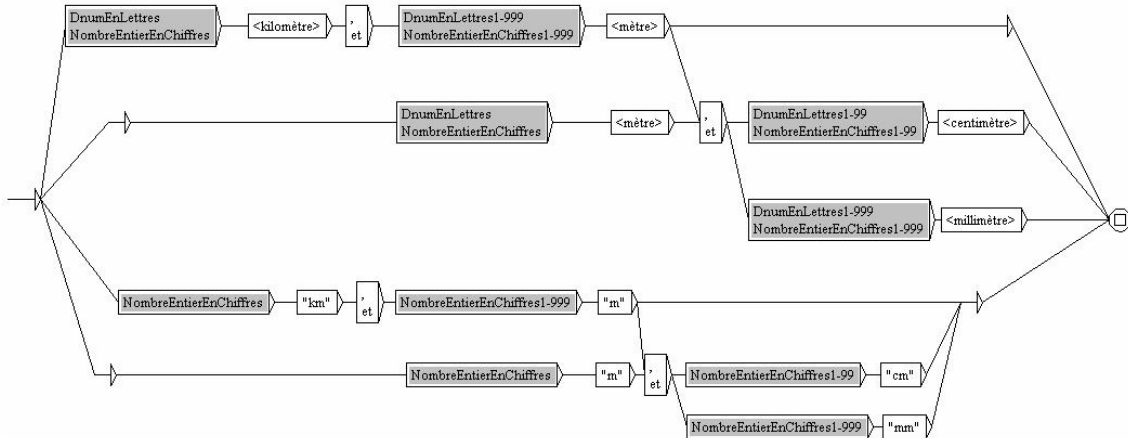 DnumEnLettres
NombreEntierEnChiffres
<kilomètre>
,
et
DnumEnLettres1-999
NombreEntierEnChiffres1-999
<mètre>
DnumEnLettres
NombreEntierEnChiffres
<mètre>
,
et
DnumEnLettres1-99
NombreEntierEnChiffres1-99
<centimètre>
DnumEnLettres1-999
NombreEntierEnChiffres1-999
<millimètre>
NombreEntierEnChiffres
"km"
,
et
NombreEntierEnChiffres1-999
"m"
NombreEntierEnChiffres
"m"
,
et
NombreEntierEnChiffres1-99
"cm"
NombreEntierEnChiffres1-999
"mm"